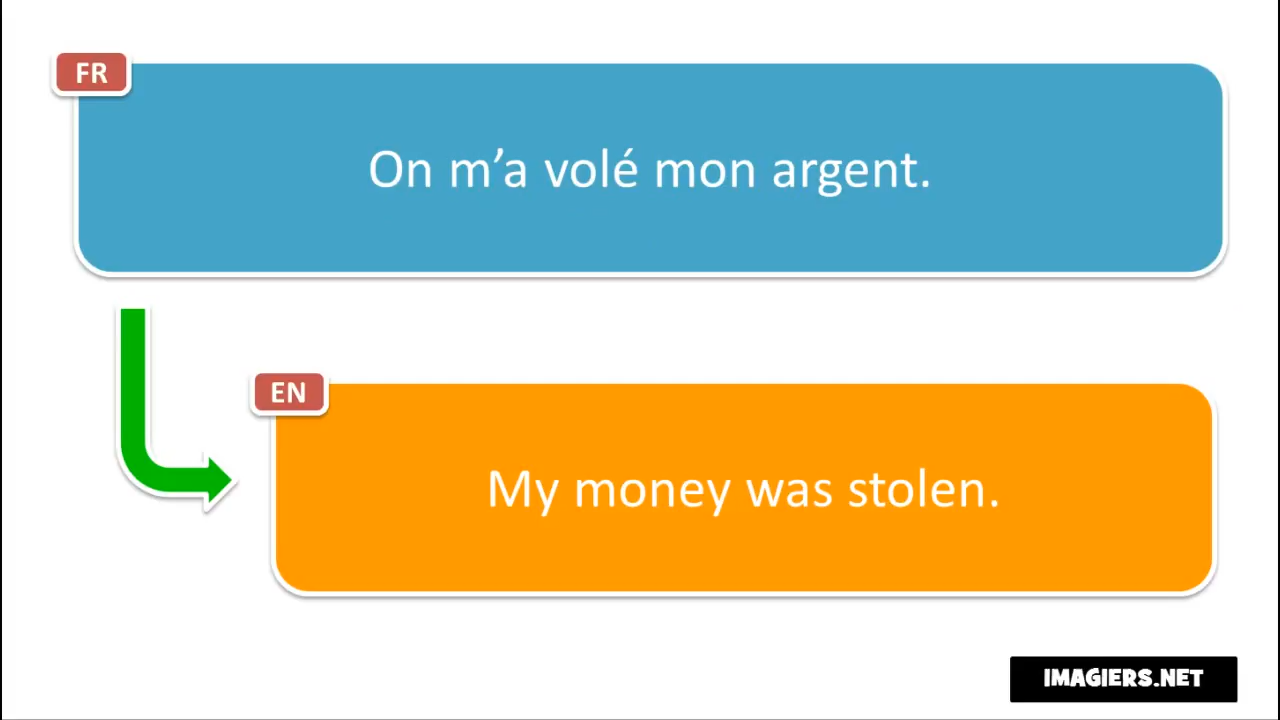 FR
On m’a volé mon argent.
EN
My money was stolen.
IMAGIERS.NET